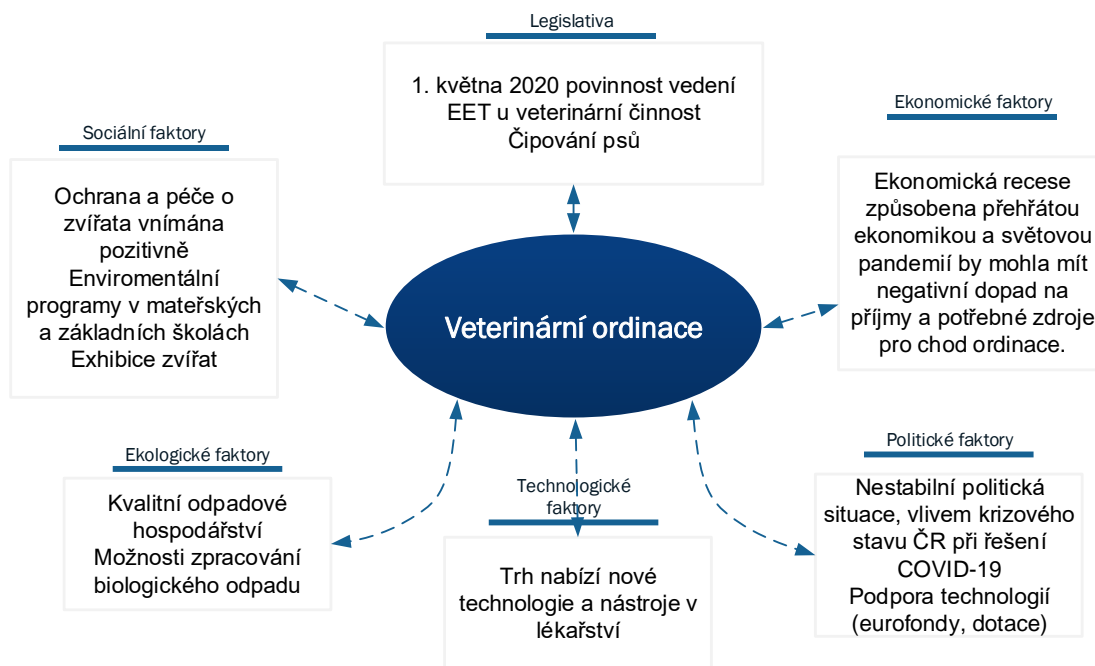 Legislativa
1. května 2020 povinnost vedení
EET u veterinární činnost
Čipování psů
Ekonomické faktory
Ekonomická recese
způsobena přehřátou
ekonomikou a světovou
pandemií by mohla mít
negativní dopad na
příjmy a potřebné zdroje
pro chod ordinace.
Sociální faktory
Ochrana a péče o
zvířata vnímána
pozitivně
Enviromentální
programy v mateřských
a základních školách
Exhibice zvířat
Veterinární ordinace
Ekologické faktory
Kvalitní odpadové
hospodářství
Možnosti zpracování
biologického odpadu
Technologické
faktory
Trh nabízí nové
technologie a nástroje v
lékařství
Politické faktory
Nestabilní politická
situace, vlivem krizového
stavu ČR při řešení
COVID-19
Podpora technologií
(eurofondy, dotace)